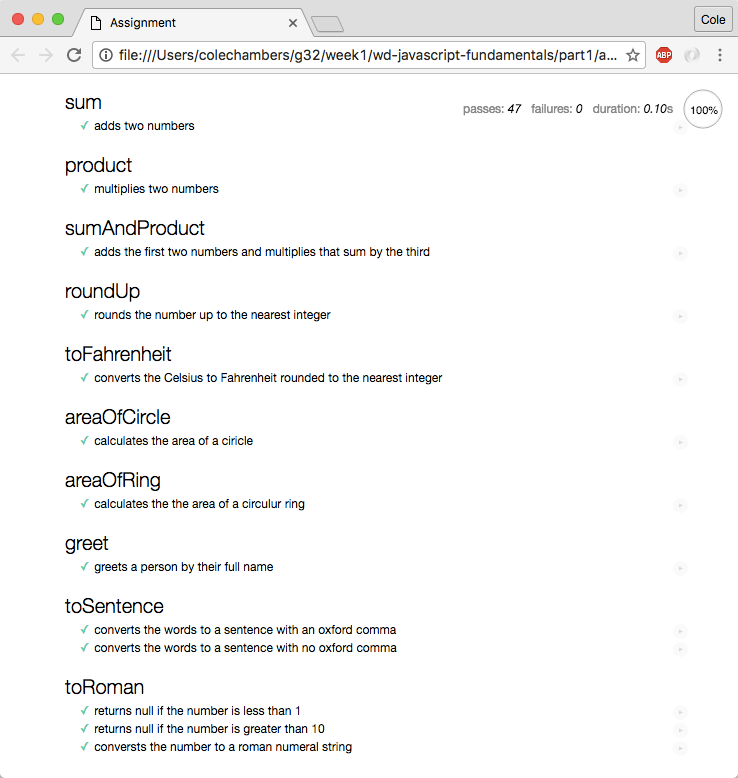 Assignment
Cole
file:///Users/colechambers/g32/week1/wd-javascript-fundamentals/part1/a...
ABP
passes: 47 failures: 0 duration: 0.10s 100%
sum
✓ adds two numbers
product
✓ multiplies two numbers
sumAndProduct
✓ adds the first two numbers and multiplies that sum by the third
roundUp
✓ rounds the number up to the nearest integer
toFahrenheit
✓ converts the Celsius to Fahrenheit rounded to the nearest integer
areaOfCircle
✓ calculates the area of a ciricle
areaOfRing
✓ calculates the the area of a circulur ring
greet
✓ greets a person by their full name
toSentence
✓ converts the words to a sentence with an oxford comma
✓ converts the words to a sentence with no oxford comma
toRoman
✓ returns null if the number is less than 1
✓ returns null if the number is greater than 10
✓ conversts the number to a roman numeral string